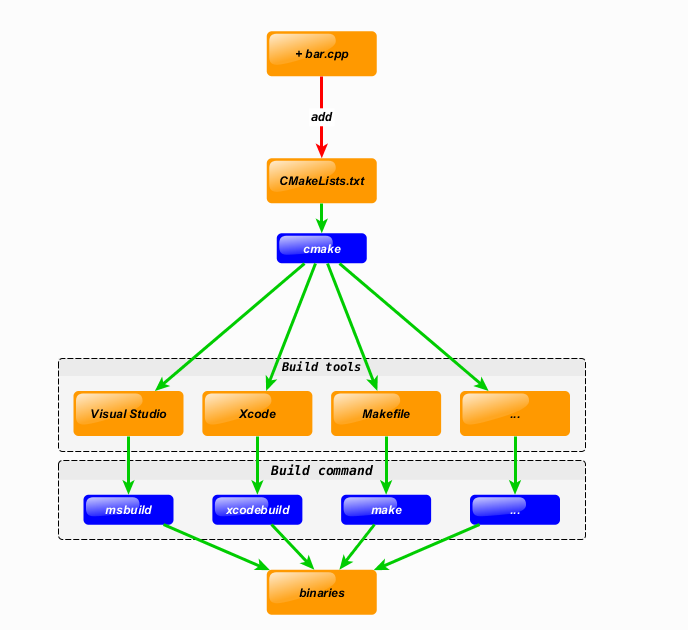 + bar.cpp
add
CMakeLists.txt
cmake
Build tools
Visual Studio
Xcode
Makefile
...
Build command
msbuild
xcodebuild
make
...
binaries